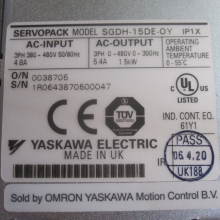 SERVOPACK MODEL SGDH-15DE-OY IP1X
AC-INPUT AC-OUTPUT AMBIENT TEMPERATURE
3PH 380 - 480V 50/60Hz 3PH 0 - 480V 0 - 300Hz 0 - 55°C
4.8A 5.4A 1.5kW
O/N 0038705
S/N 1R0643870500047
IND. CONT. EQ.
61Y1
YASKAWA ELECTRIC
MADE IN UK
PASS
06.4.20
UK188
Sold by OMRON YASKAWA Motion Control B.V.